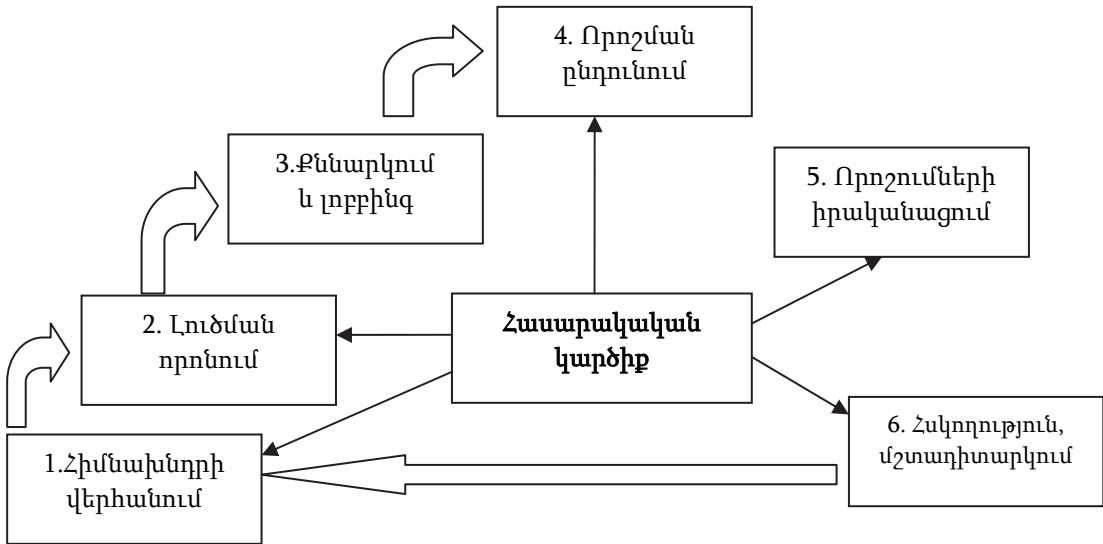 4. Որոշման
ընդունում
3.Քննարկում
և լոբբինգ
5. Որոշումների
իրականացում
2. Լուծման
որոնում
Հասարակական
կարծիք
6. Հսկողություն,
մշտադիտարկում
1.Հիմնախնդրի
վերհանում